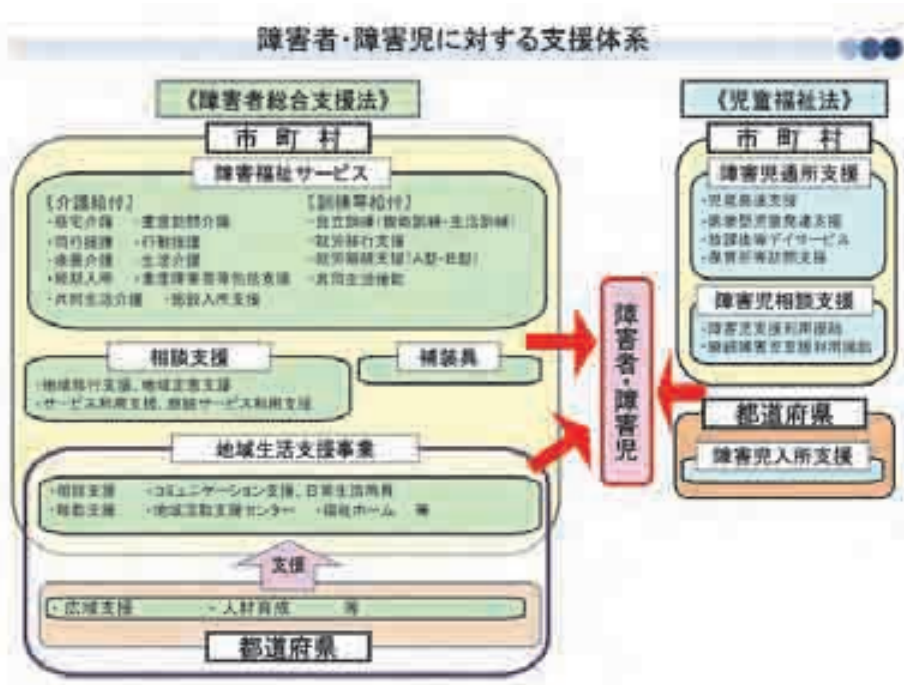 障害者・障害児に対する支援体系
《障害者総合支援法》
市町村
障害福祉サービス
【介護給付】
・居宅介護 ・重度訪問介護
・同行援護 ・行動援護
・療養介護 ・生活介護
・短期入所 ・重度障害者等包括支援
・共同生活介護 ・施設入所支援
【訓練等給付】
・自立訓練(機能訓練・生活訓練)
・就労移行支援
・就労継続支援(A型・B型)
・共同生活援助
相談支援
・地域移行支援、地域定着支援
・サービス利用支援、継続サービス利用支援
補装具
地域生活支援事業
・相談支援 ・コミュニケーション支援、日常生活用具
・移動支援 ・地域活動支援センター ・福祉ホーム 等
支援
・広域支援 ・人材育成 等
都道府県
障害者・障害児
《児童福祉法》
市町村
障害児通所支援
・児童発達支援
・医療型児童発達支援
・放課後等デイサービス
・保育所等訪問支援
障害児相談支援
・障害児支援利用援助
・継続障害児支援利用援助
都道府県
障害児入所支援